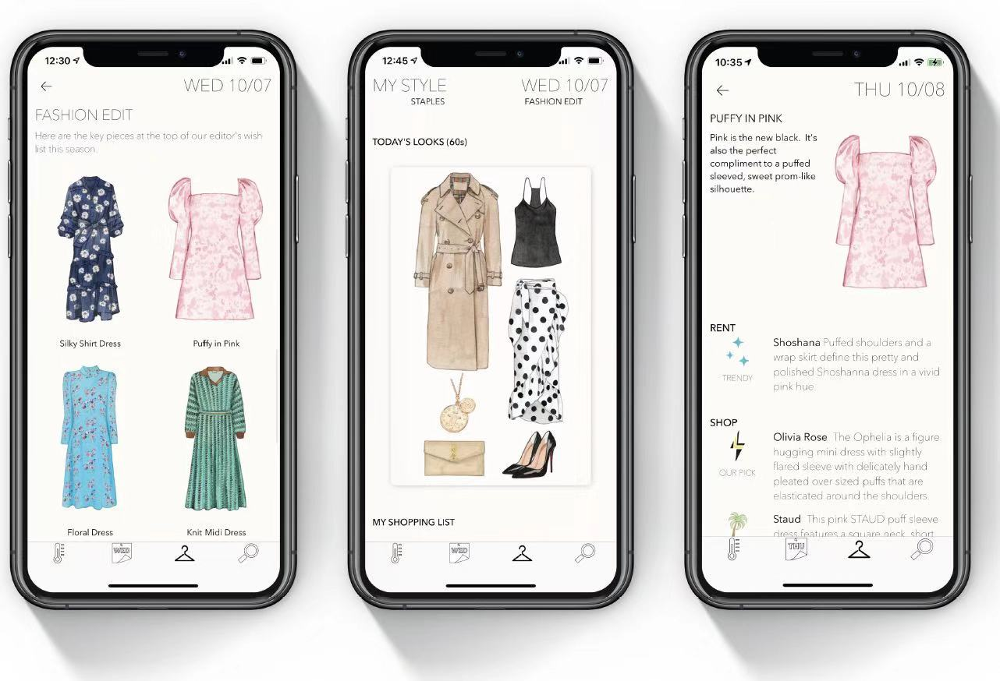 12:30
WED 10/07
FASHION EDIT
Here are the key pieces at the top of our editor's wish
list this season.
Silky Shirt Dress
Puffy in Pink
Floral Dress
Knit Midi Dress
WED
12:45
MY STYLE
WED 10/07
STAPLES
FASHION EDIT
TODAY'S LOOKS (60s)
MY SHOPPING LIST
WED
10:35
THU 10/08
PUFFY IN PINK
Pink is the new black. It's
also the perfect
compliment to a puffed
sleeved, sweet prom-like
silhouette.
RENT
TRENDY
Shoshana Puffed shoulders and a
wrap skirt define this pretty and
polished Shoshanna dress in a vivid
pink hue
SHOP
OUR PICK
Olivia Rose The Ophelia is a figure
hugging mini dress with slightly
flared sleeve with delicately hand
pleated over sized puffs that are
elasticated around the shoulders.
Staud This pink STAUD puff sleeve
dress features a square neck, short
THU